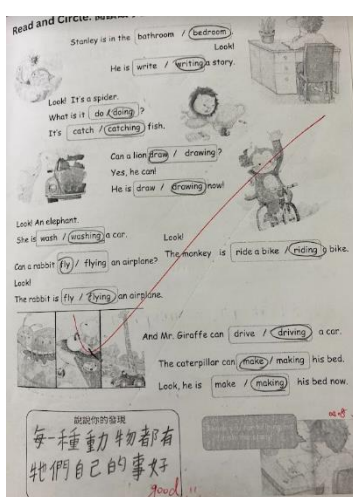 Read and Circle.
Stanley is in the bathroom / bedroom.
Look!
He is write / writing a story.
Look! It's a spider.
What is it do / doing ?
It's catch / catching fish.
Can a lion draw / drawing ?
Yes, he can!
He is draw / drawing now!
Look! An elephant.
She is wash / washing a car.
Look!
The monkey is ride a bike / riding a bike.
Can a rabbit fly / flying an airplane?
Look!
The rabbit is fly / flying an airplane.
And Mr. Giraffe can drive / driving a car.
The caterpillar can make / making his bed.
Look, he is make / making his bed now.
說說你的發現
每一種動物都有
牠們自己的事好
good